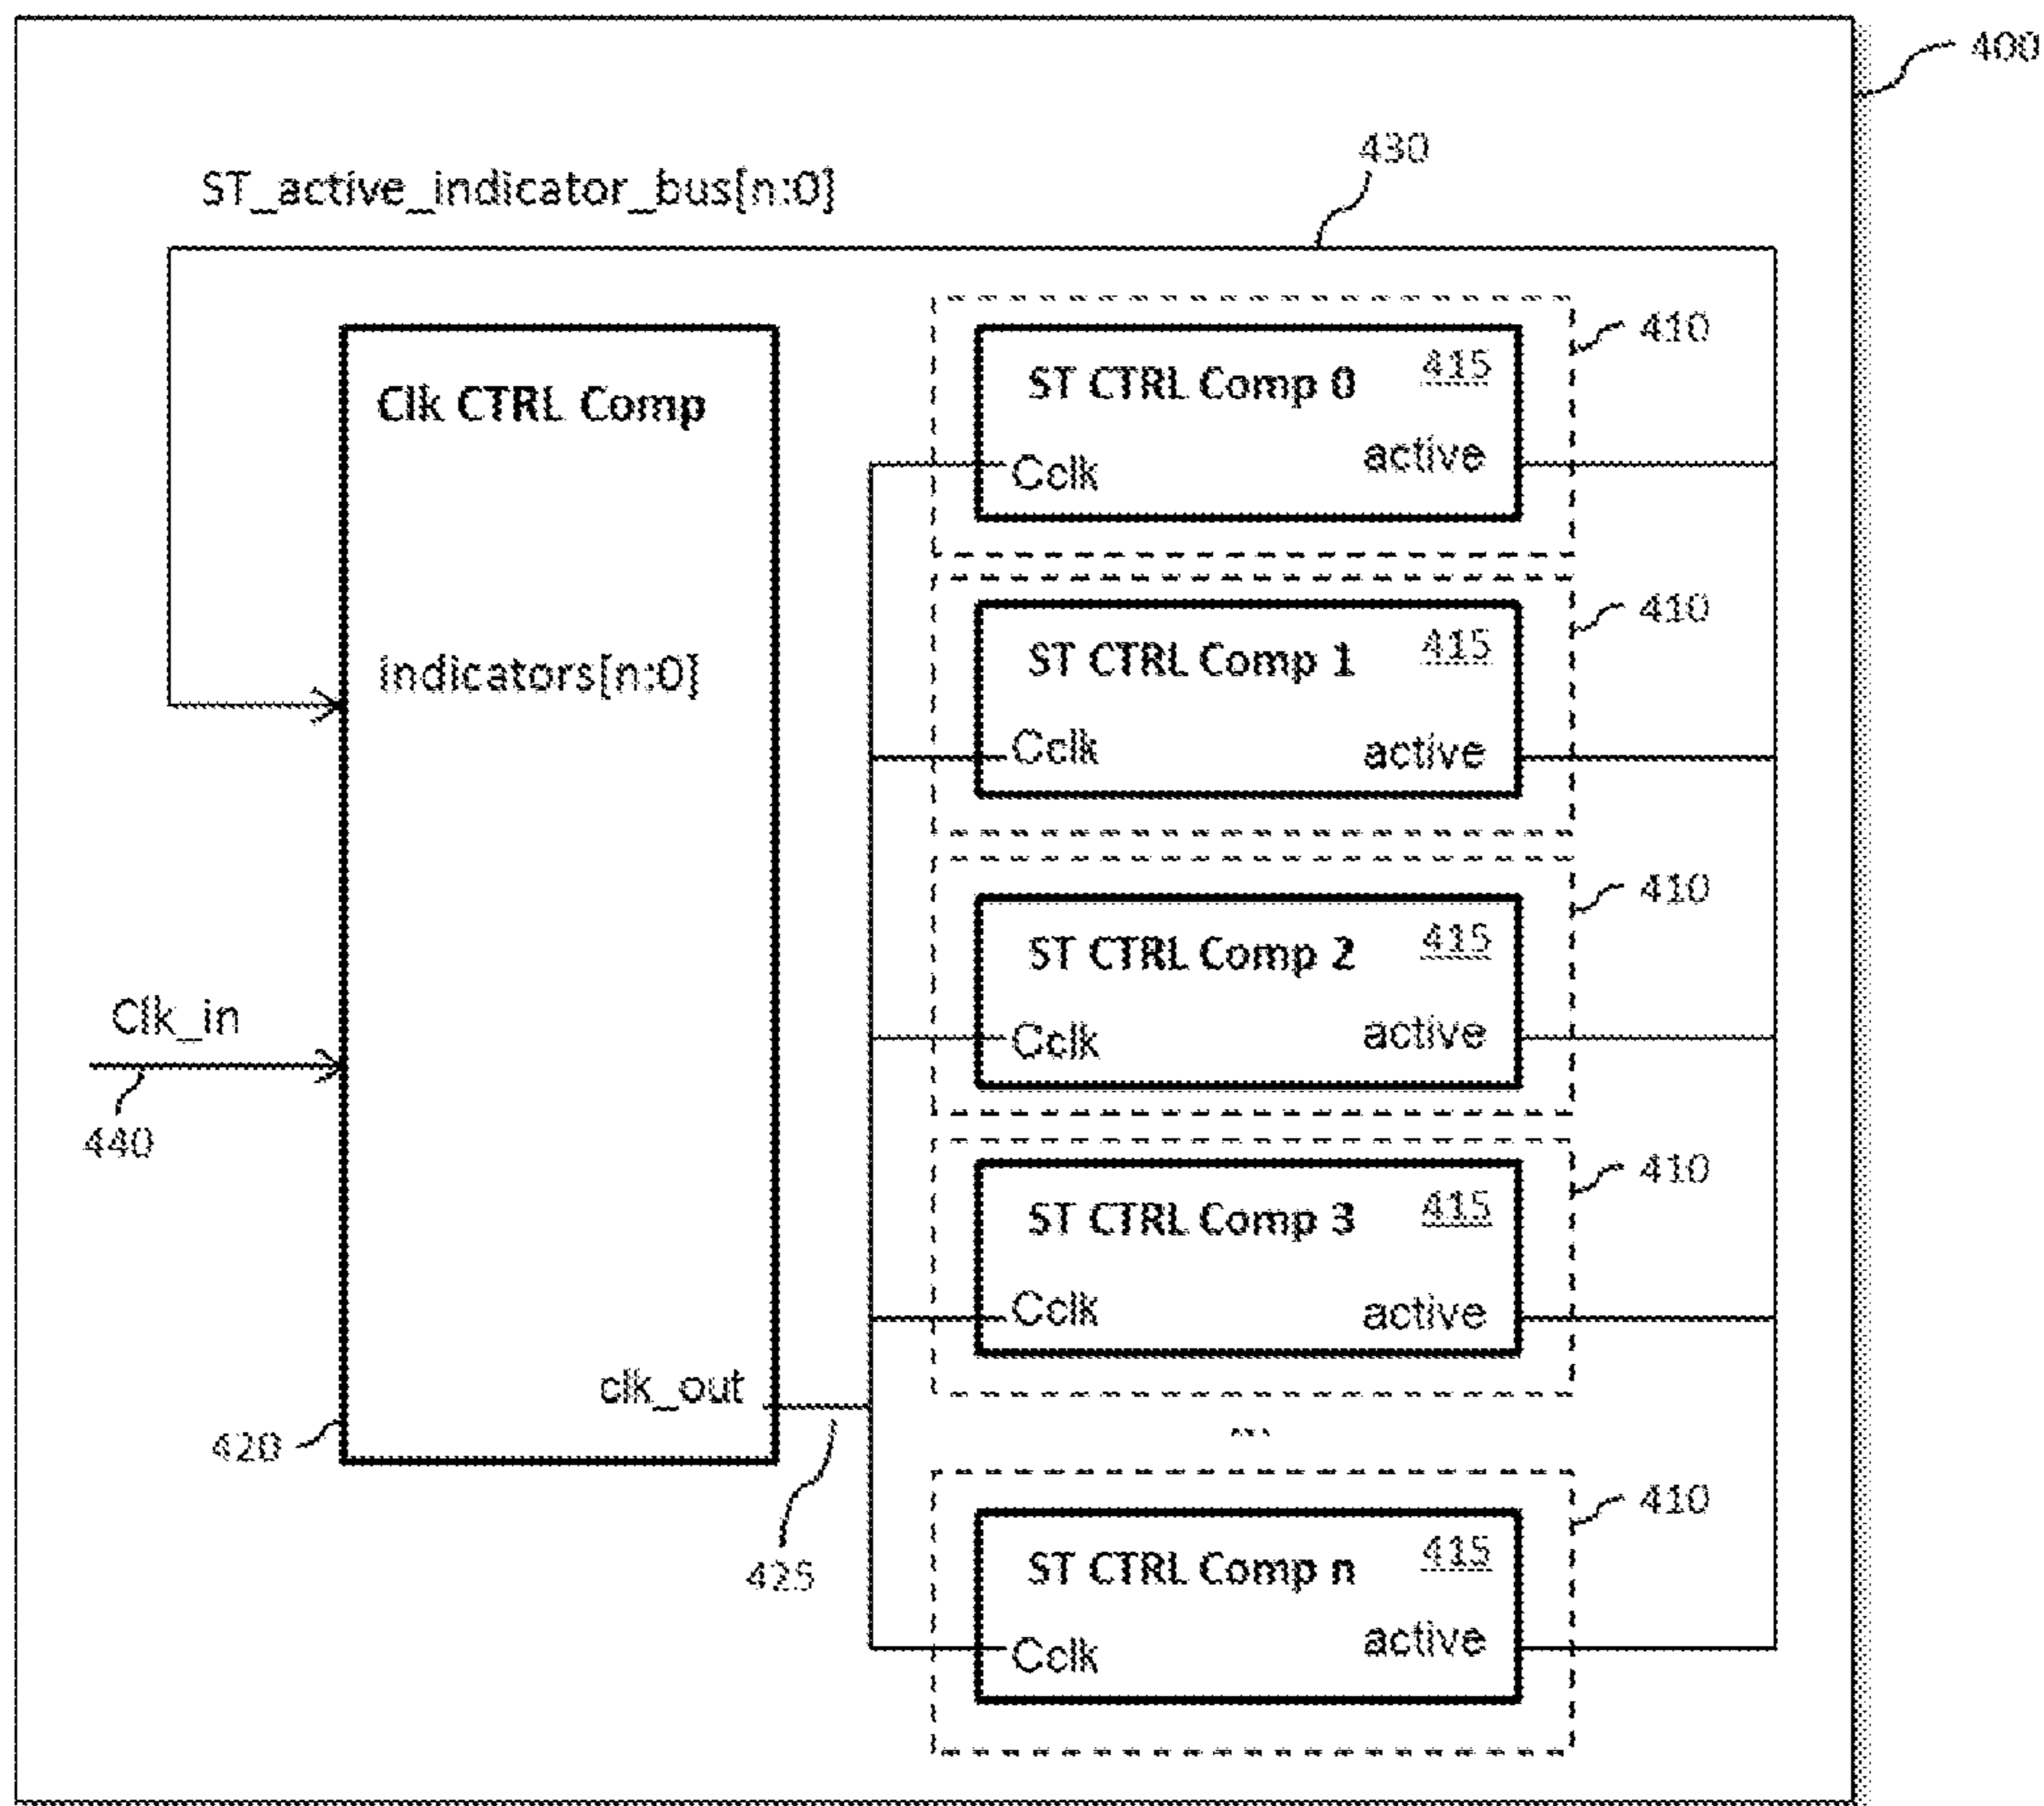 400
430
ST_active_indicator_bus[n:0]
Clk CTRL Comp
indicators[n:0]
Clk_in
440
clk_out
420
425
ST CTRL Comp 0 415
Cclk active
410
ST CTRL Comp 1 415
Cclk active
410
ST CTRL Comp 2 415
Cclk active
410
ST CTRL Comp 3 415
Cclk active
410
...
ST CTRL Comp n 415
Cclk active
410